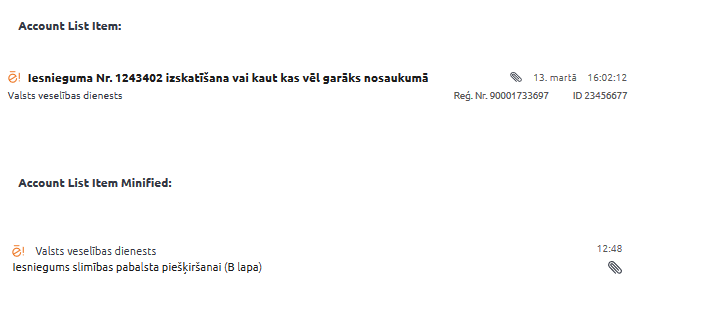 Account List Item:
Iesnieguma Nr. 1243402 izskatīšana vai kaut kas vēl garāks nosaukumā 13. martā 16:02:12
Valsts veselības dienests Reģ. Nr. 90001733697 ID 23456677
Account List Item Minified:
Valsts veselības dienests 12:48
Iesniegums slimības pabalsta piešķiršanai (B lapa)